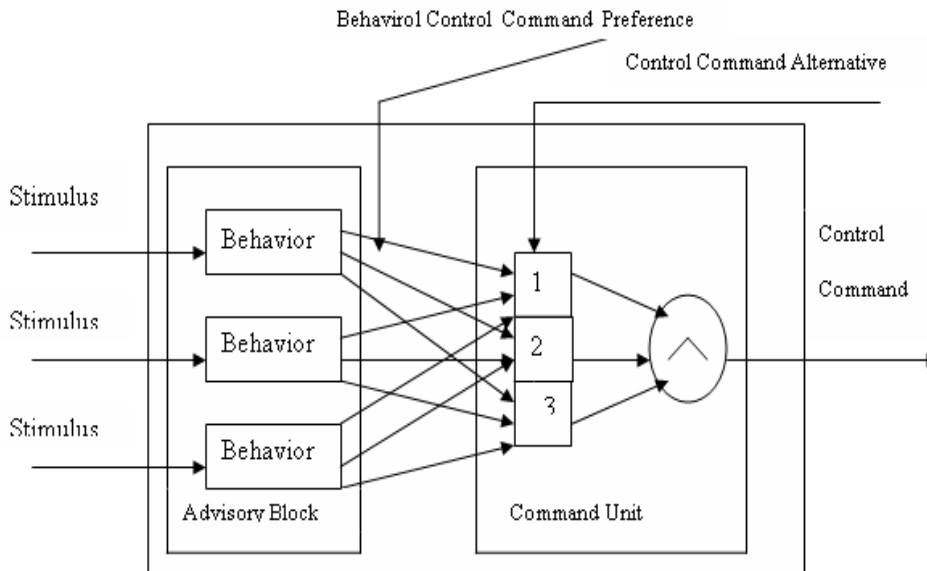 Behavirol Control Command Preference
Control Command Alternative
Stimulus
Behavior
1
Control
Command
Stimulus
Behavior
2
Stimulus
Behavior
3
Advisory Block
Command Unit